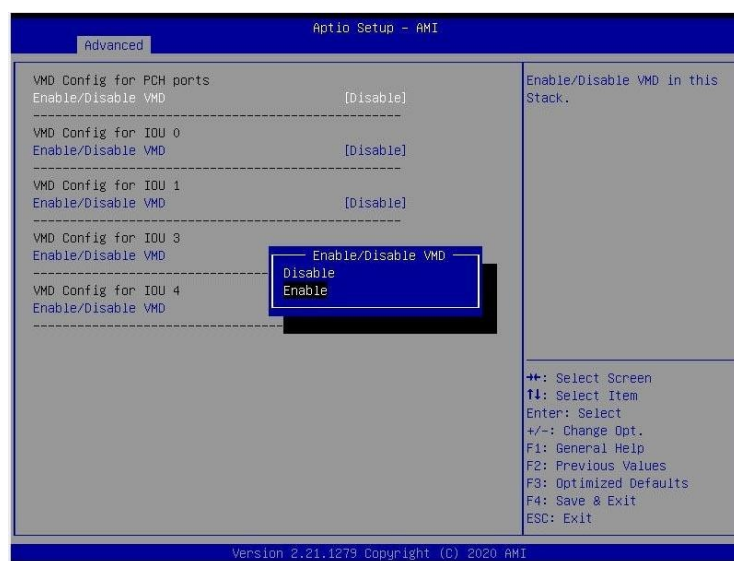 Aptio Setup - AMI
Advanced
VMD Config for PCH ports
Enable/Disable VMD [Disable]
VMD Config for IOU 0
Enable/Disable VMD [Disable]
VMD Config for IOU 1
Enable/Disable VMD [Disable]
VMD Config for IOU 3
Enable/Disable VMD
VMD Config for IOU 4
Enable/Disable VMD
Enable/Disable VMD
Disable
Enable
Enable/Disable VMD in this
Stack.
→←: Select Screen
↑↓: Select Item
Enter: Select
+/-: Change Opt.
F1: General Help
F2: Previous Values
F3: Optimized Defaults
F4: Save & Exit
ESC: Exit
Version 2.21.1279 Copyright (C) 2020 AMI